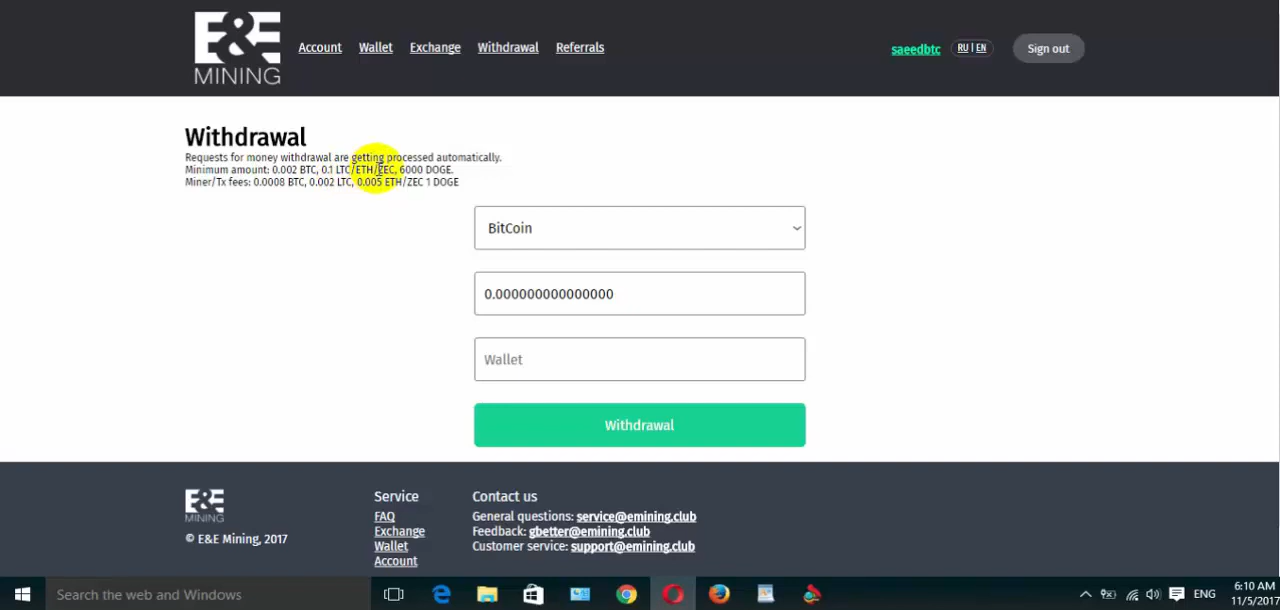 E&E
MINING
Account Wallet Exchange Withdrawal Referrals
saeedbtc RU | EN Sign out
Withdrawal
Requests for money withdrawal are getting processed automatically.
Minimum amount: 0.002 BTC, 0.1 LTC/ETH/ZEC, 6000 DOGE.
Miner/Tx fees: 0.0008 BTC, 0.002 LTC, 0.005 ETH/ZEC 1 DOGE
BitCoin
0.000000000000000
Wallet
Withdrawal
E&E
MINING
© E&E Mining, 2017
Service
FAQ
Exchange
Wallet
Account
Contact us
General questions: service@emining.club
Feedback: gbetter@emining.club
Customer service: support@emining.club
Search the web and Windows
ENG
6:10 AM
11/5/2017